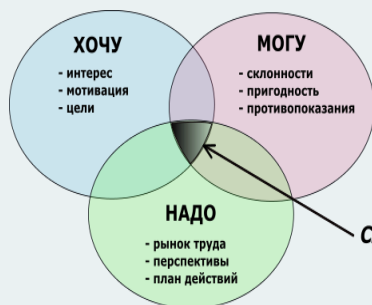 ХОЧУ
- интерес
- мотивация
- цели
МОГУ
- склонности
- пригодность
- противопоказания
НАДО
- рынок труда
- перспективы
- план действий